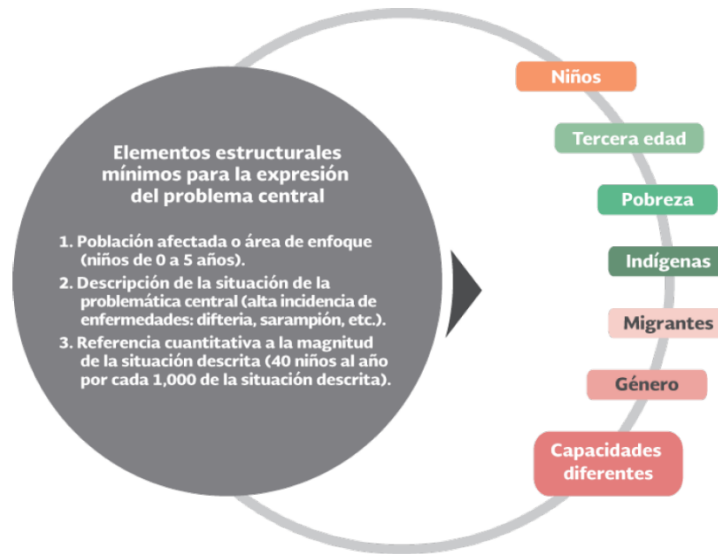 Elementos estructurales
mínimos para la expresión
del problema central
1. Población afectada o área de enfoque
(niños de 0 a 5 años).
2. Descripción de la situación de la
problemática central (alta incidencia de
enfermedades: difteria, sarampión, etc.).
3. Referencia cuantitativa a la magnitud
de la situación descrita (40 niños al año
por cada 1,000 de la situación descrita).
Niños
Tercera edad
Pobreza
Indígenas
Migrantes
Género
Capacidades
diferentes